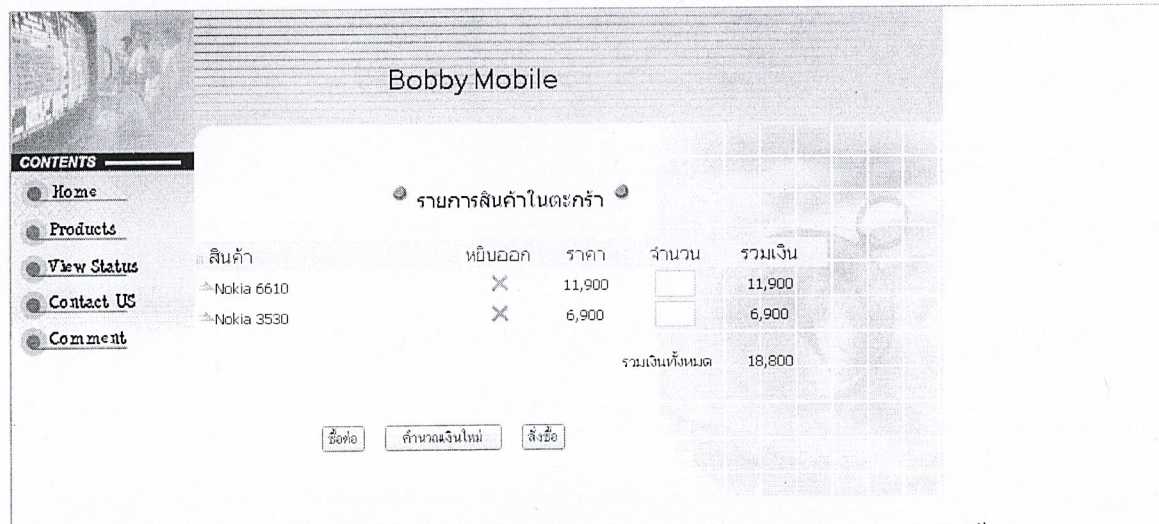 Bobby Mobile
CONTENTS
Home
Products
View Status
Contact US
Comment
รายการสินค้าในตะกร้า
สินค้า หยิบออก ราคา จำนวน รวมเงิน
Nokia 6610 11,900 11,900
Nokia 3530 6,900 6,900
รวมเงินทั้งหมด 18,800
ซื้อต่อ คำนวณเงินใหม่ สั่งซื้อ